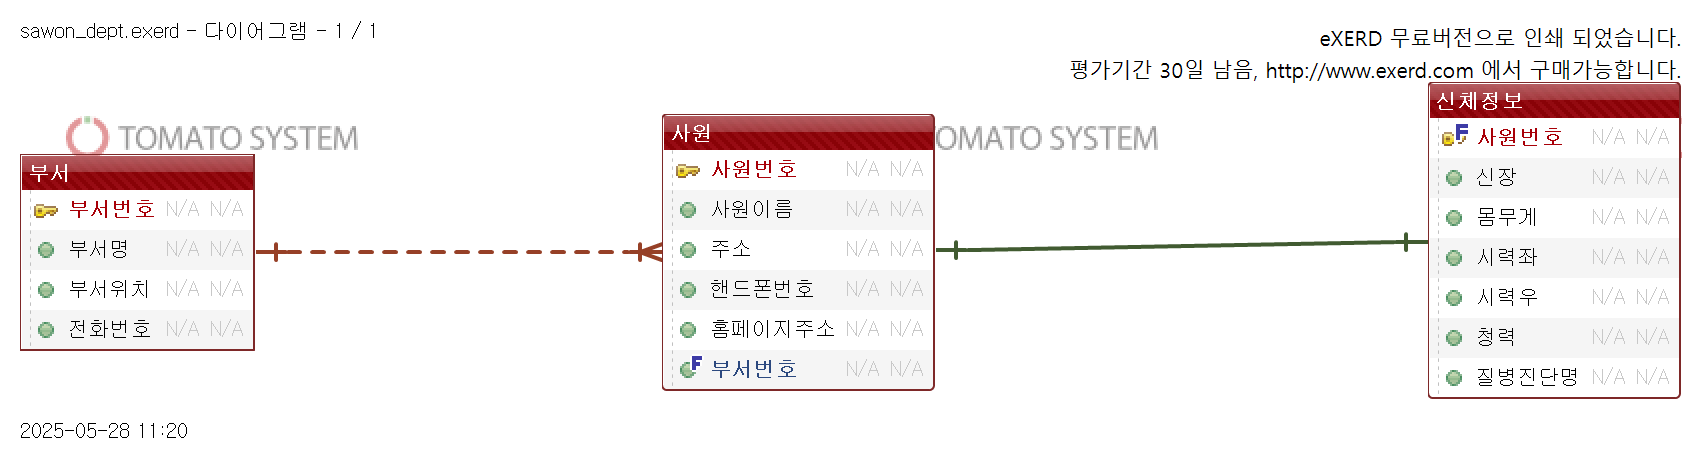 sawon_dept.exerd - 다이어그램 - 1 / 1
eXERD 무료버전으로 인쇄 되었습니다.
평가기간 30일 남음, http://www.exerd.com 에서 구매가능합니다.
TOMATO SYSTEM
부서
부서번호 N/A N/A
부서명 N/A N/A
부서위치 N/A N/A
전화번호 N/A N/A
사원
사원번호 N/A N/A
사원이름 N/A N/A
주소 N/A N/A
핸드폰번호 N/A N/A
홈페이지주소 N/A N/A
F 부서번호 N/A N/A
TOMATO SYSTEM
신체정보
F 사원번호 N/A N/A
신장 N/A N/A
몸무게 N/A N/A
시력좌 N/A N/A
시력우 N/A N/A
청력 N/A N/A
질병진단명 N/A N/A
2025-05-28 11:20